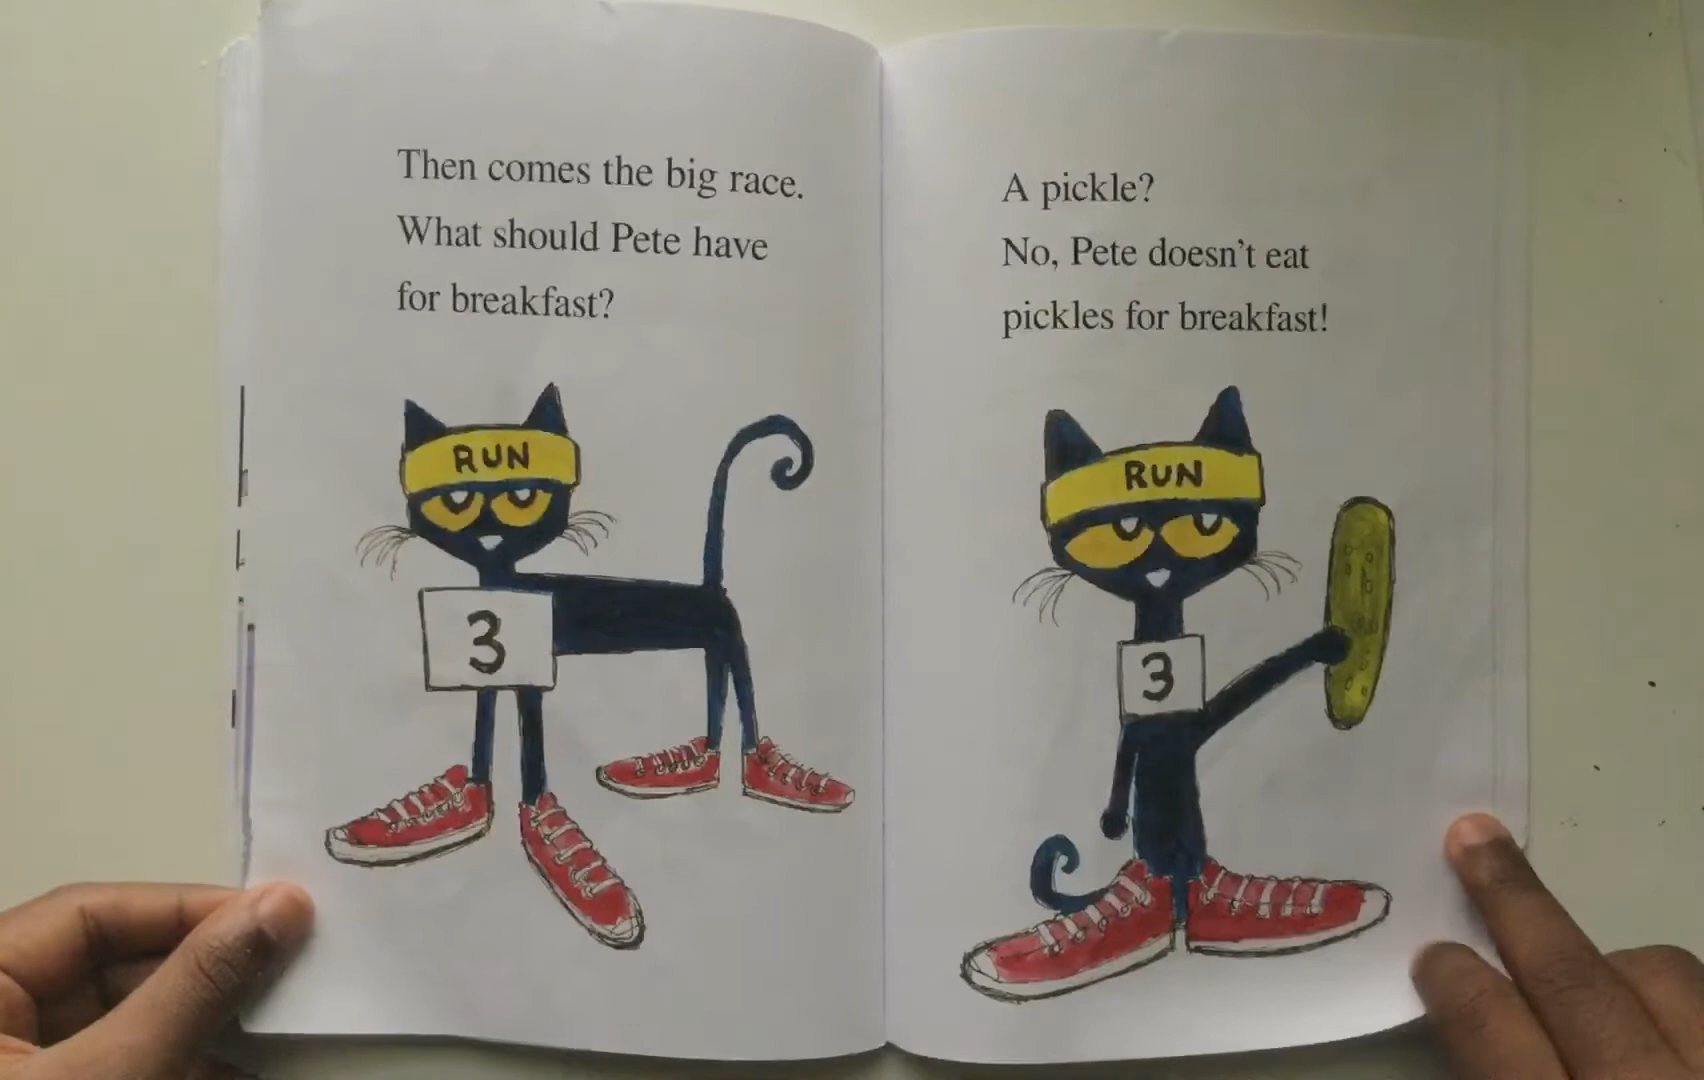 Then comes the big race.
What should Pete have
for breakfast?
RUN
3
A pickle?
No, Pete doesn't eat
pickles for breakfast!
RUN
3